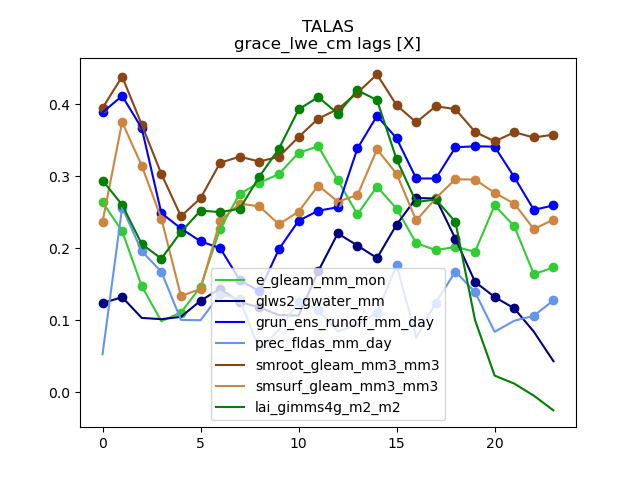 TALAS
grace_lwe_cm lags [X]
0.4
0.3
0.2
0.1
0.0
e_gleam_mm_mon
glws2_gwater_mm
grun_ens_runoff_mm_day
prec_fldas_mm_day
smroot_gleam_mm3_mm3
smsurf_gleam_mm3_mm3
lai_gimms4g_m2_m2
0 5 10 15 20